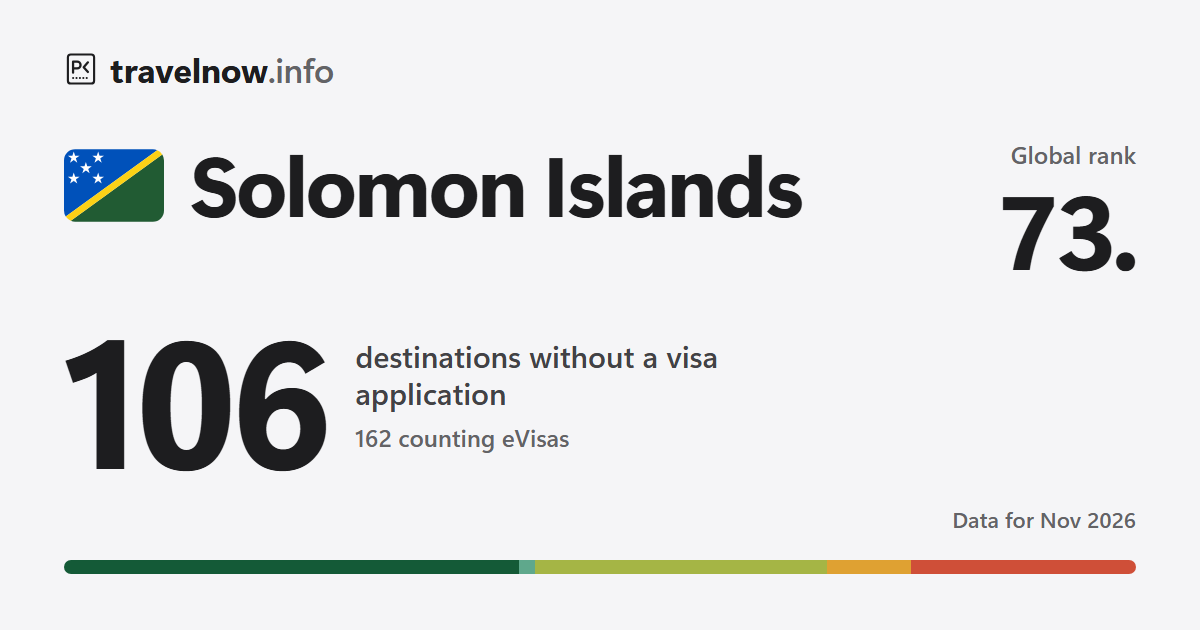 travelnow.info
Solomon Islands
Global rank
73.
106
destinations without a visa
application
162 counting eVisas
Data for Nov 2026